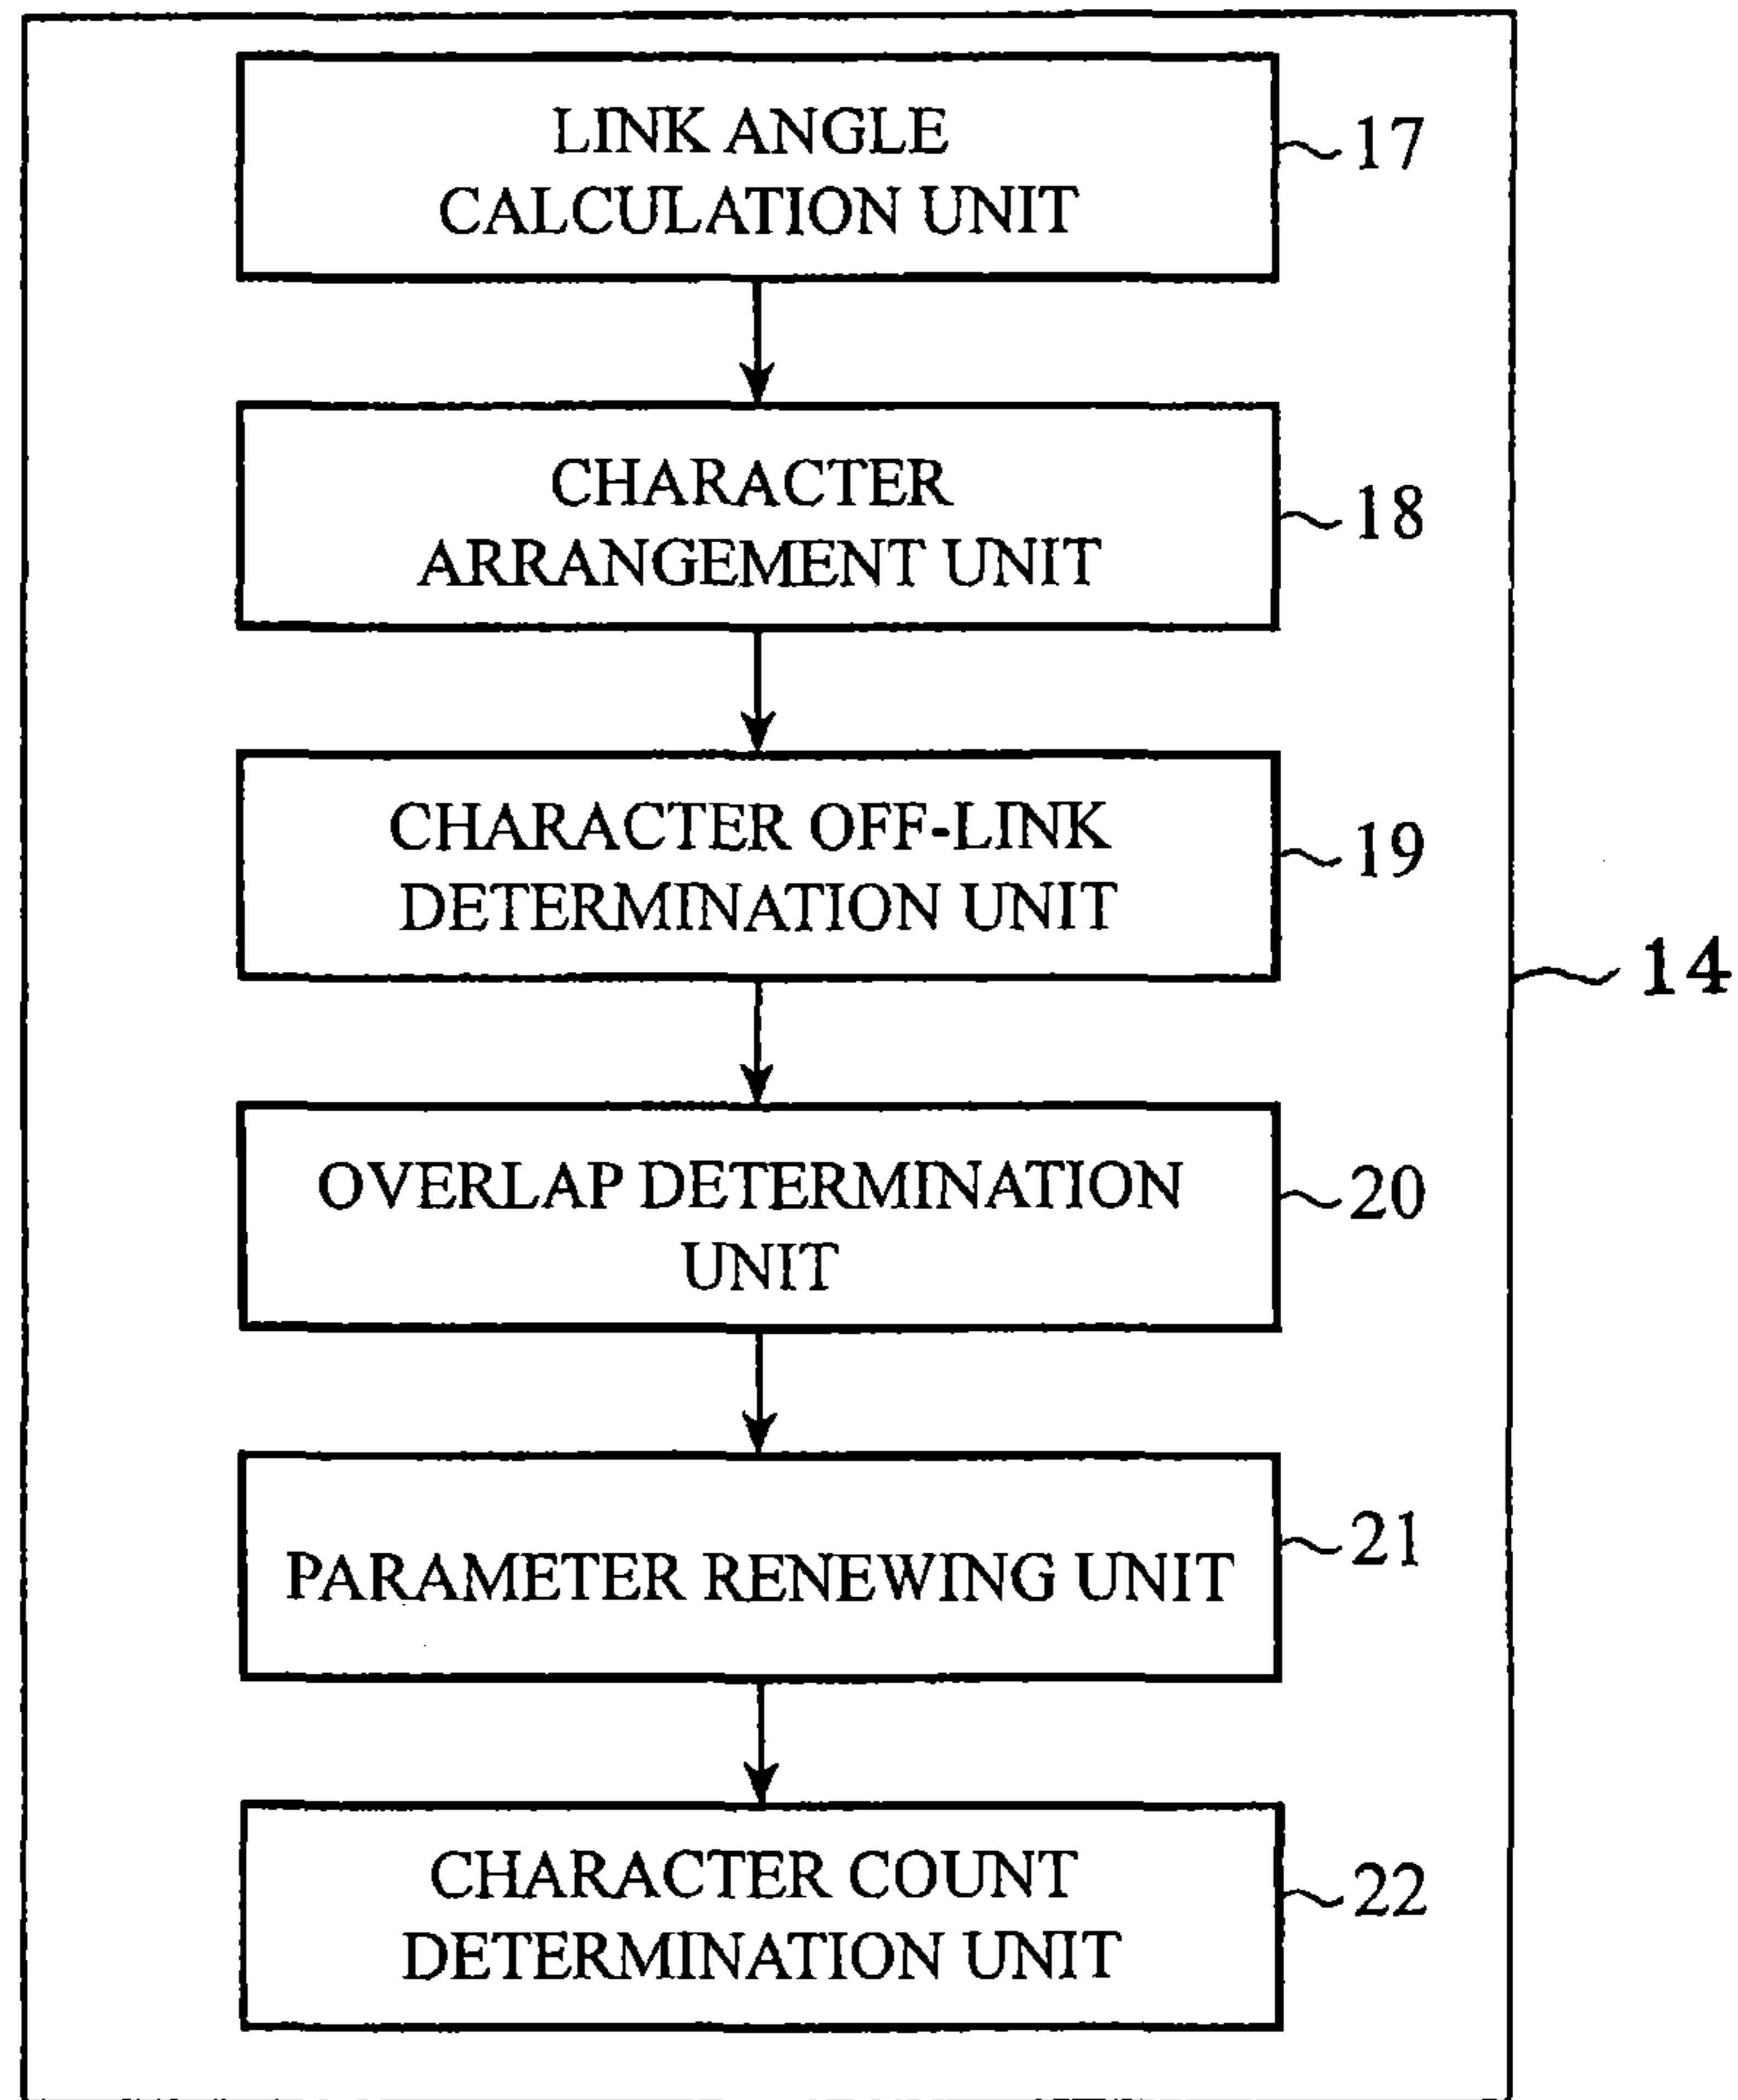 LINK ANGLE
CALCULATION UNIT
17
CHARACTER
ARRANGEMENT UNIT
18
CHARACTER OFF-LINK
DETERMINATION UNIT
19
14
OVERLAP DETERMINATION
UNIT
20
PARAMETER RENEWING UNIT
21
CHARACTER COUNT
DETERMINATION UNIT
22